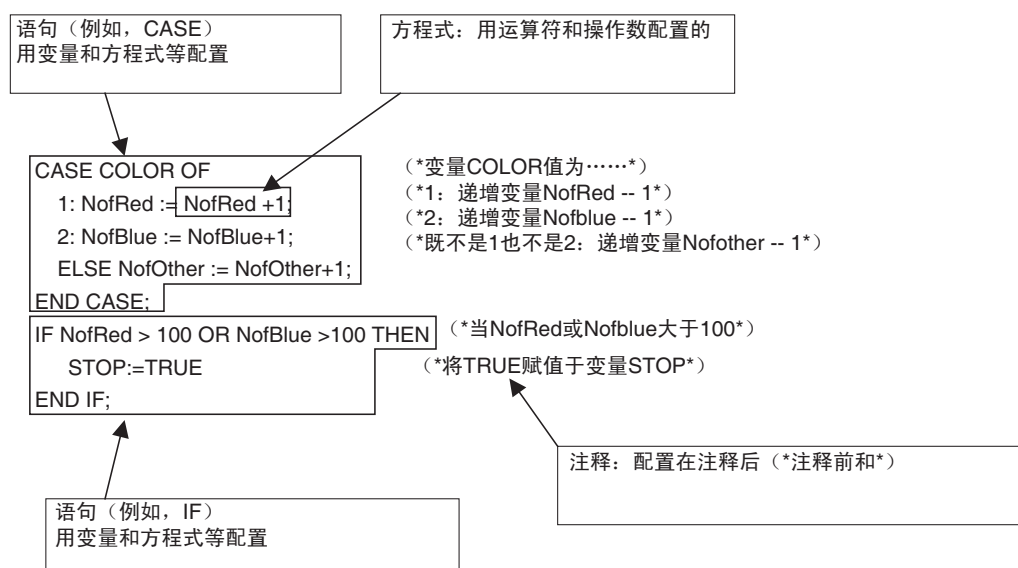 语句（例如，CASE）
用变量和方程式等配置
方程式：用运算符和操作数配置的
CASE COLOR OF
1: NofRed := NofRed +1;
2: NofBlue := NofBlue+1;
ELSE NofOther := NofOther+1;
END CASE;
（*变量COLOR值为……*）
（*1：递增变量NofRed -- 1*）
（*2：递增变量Nofblue -- 1*）
（*既不是1也不是2：递增变量Nofother -- 1*）
IF NofRed > 100 OR NofBlue >100 THEN （*当NofRed或Nofblue大于100*）
STOP:=TRUE （*将TRUE赋值于变量STOP*）
END IF;
注释：配置在注释后（*注释前和*）
语句（例如，IF）
用变量和方程式等配置